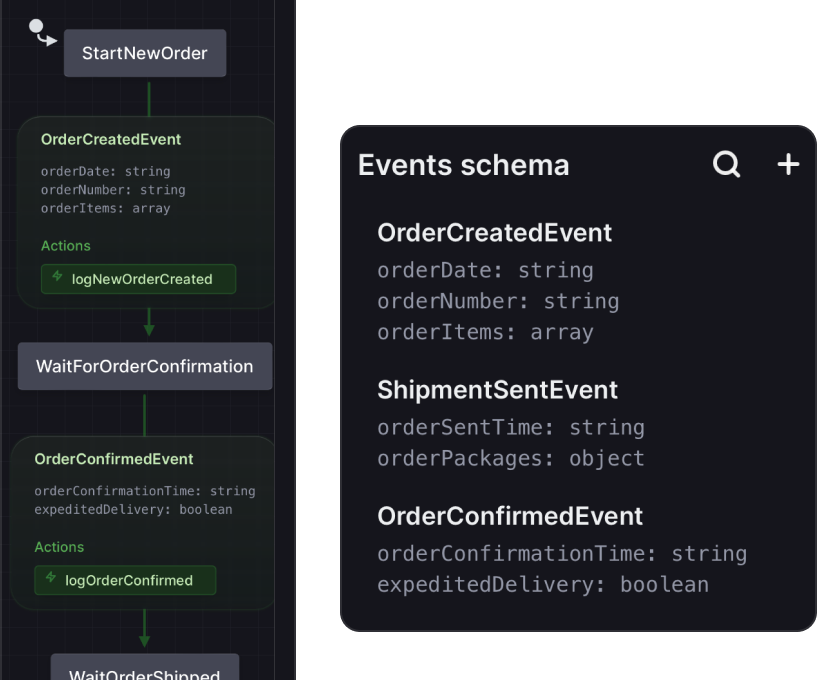 StartNewOrder
OrderCreatedEvent
orderDate: string
orderNumber: string
orderItems: array
Actions
logNewOrderCreated
WaitForOrderConfirmation
OrderConfirmedEvent
orderConfirmationTime: string
expeditedDelivery: boolean
Actions
logOrderConfirmed
WaitOrderShipped
Events schema
OrderCreatedEvent
orderDate: string
orderNumber: string
orderItems: array
ShipmentSentEvent
orderSentTime: string
orderPackages: object
OrderConfirmedEvent
orderConfirmationTime: string
expeditedDelivery: boolean